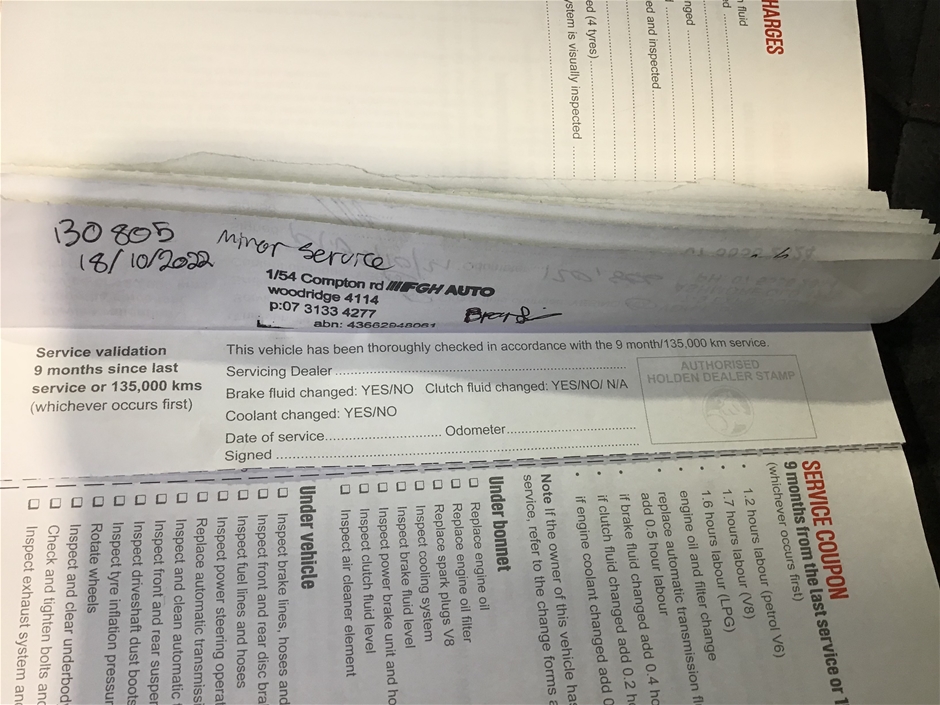 HARGES
fluid
nged
ed and inspected
ed (4 tyres)
ystem is visually inspected
130805 Minor service
18/10/2022
1/54 Compton rd FGH AUTO
woodridge 4114
p:07 3133 4277
abn: 43662948061
Service validation
9 months since last
service or 135,000 kms
(whichever occurs first)
This vehicle has been thoroughly checked in accordance with the 9 month/135,000 km service.
Servicing Dealer
Brake fluid changed: YES/NO Clutch fluid changed: YES/NO/ N/A
Coolant changed: YES/NO
Date of service Odometer
Signed
AUTHORISED
HOLDEN DEALER STAMP
SERVICE COUPON
9 months from the last service or 1
(whichever occurs first)
• 1.2 hours labour (petrol V6)
• 1.7 hours labour (V8)
• 1.6 hours labour (LPG)
engine oil and filter change
• replace automatic transmission fl
add 0.5 hour labour
• if brake fluid changed add 0.4 ho
• if clutch fluid changed add 0.2 h
• if engine coolant changed add 0
Note If the owner of this vehicle has
service, refer to the change forms a
Under bonnet
Replace engine oil
Replace engine oil filter
Replace spark plugs V8
Inspect cooling system
Inspect brake fluid level
Inspect power brake unit and ho
Inspect clutch fluid level
Inspect air cleaner element
Under vehicle
Inspect brake lines, hoses and
Inspect front and rear disc bra
Inspect fuel lines and hoses
Inspect power steering operat
Replace automatic transmissi
Inspect and clean automatic
Inspect front and rear susper
Inspect driveshaft dust boots
Inspect tyre inflation pressur
Rotate wheels
Inspect and clear underbod
Check and tighten bolts and
Inspect exhaust system and